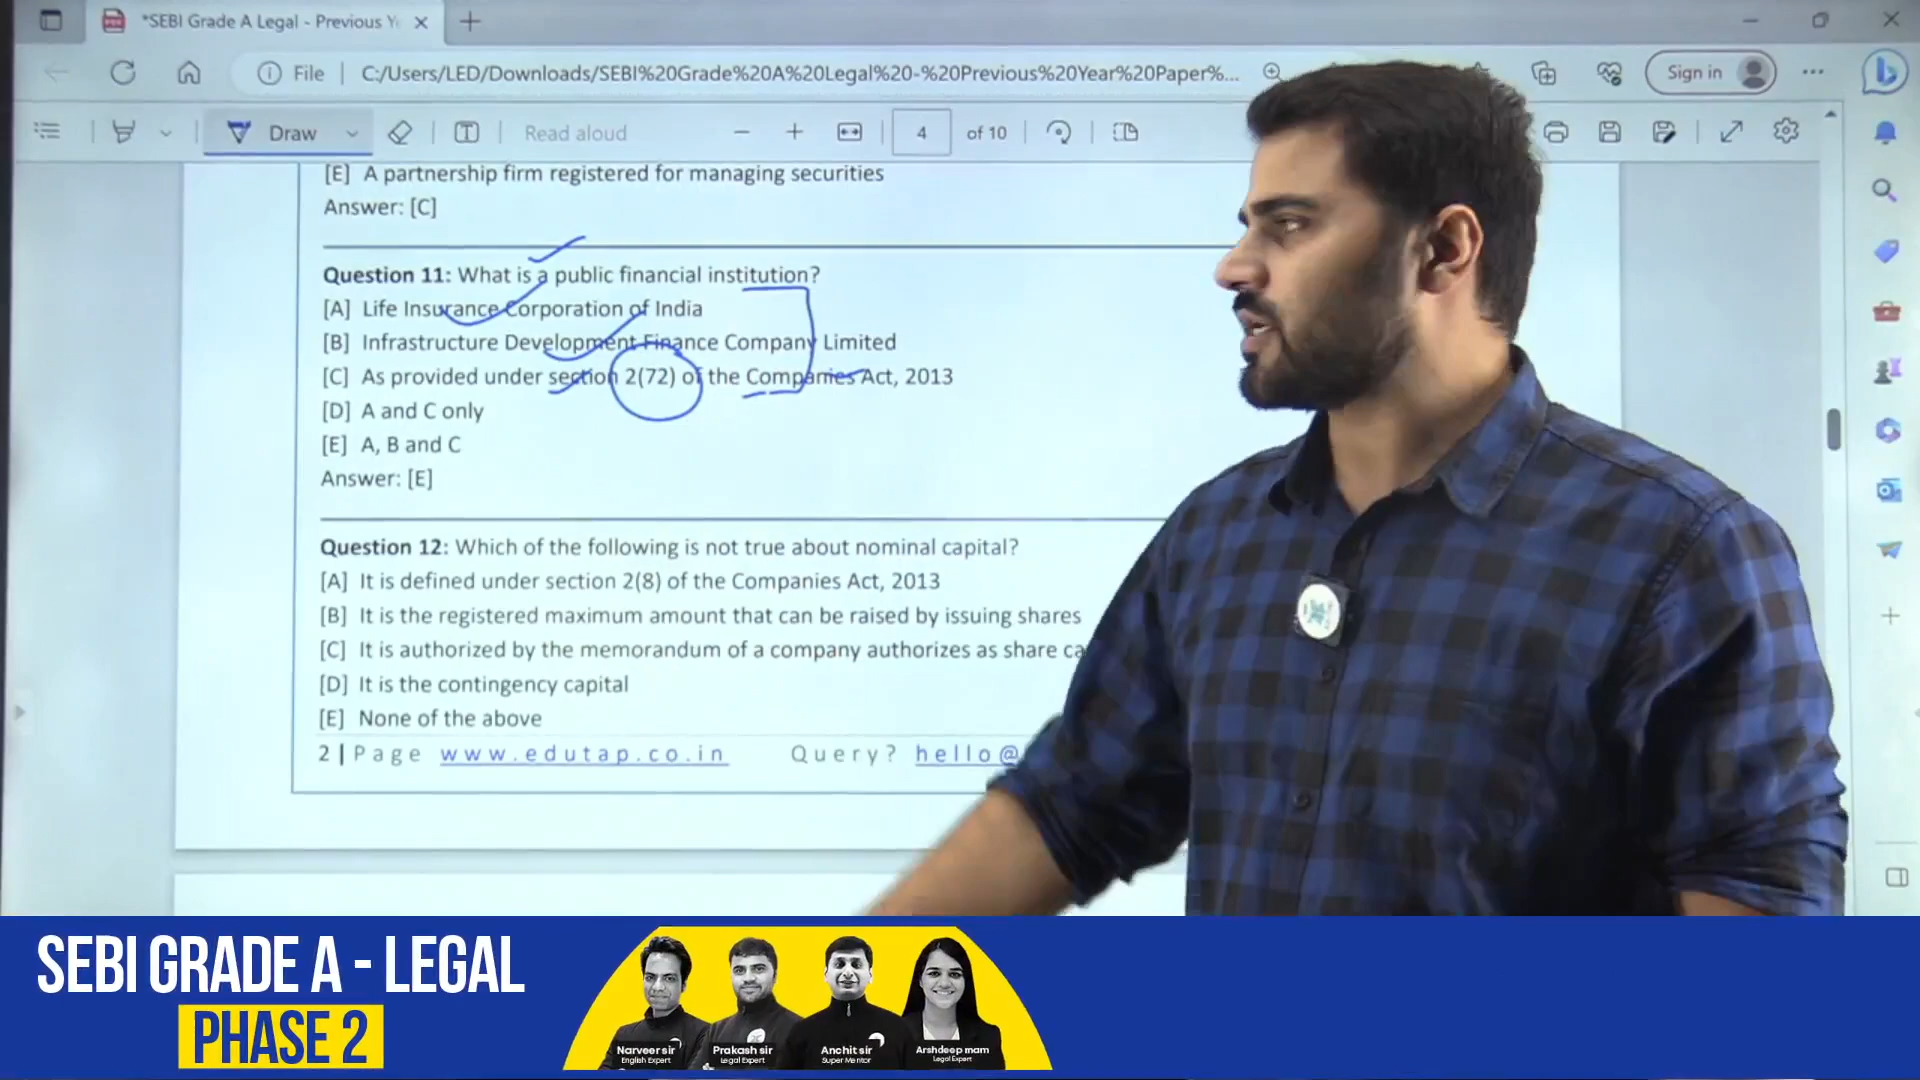 *SEBI Grade A Legal - Previous Ye
File
C:/Users/LED/Downloads/SEBI%20Grade%20A%20Legal%20-%20Previous%20Year%20Paper%...
Sign in
Draw
Read aloud
4
of 10
[E] A partnership firm registered for managing securities
Answer: [C]
Question 11: What is a public financial institution?
[A] Life Insurance Corporation of India
[B] Infrastructure Development Finance Company Limited
[C] As provided under section 2(72) of the Companies Act, 2013
[D] A and C only
[E] A, B and C
Answer: [E]
Question 12: Which of the following is not true about nominal capital?
[A] It is defined under section 2(8) of the Companies Act, 2013
[B] It is the registered maximum amount that can be raised by issuing shares
[C] It is authorized by the memorandum of a company authorizes as share ca
[D] It is the contingency capital
[E] None of the above
2 | Page www.edutap.co.in Query? hello@
SEBI GRADE A - LEGAL
PHASE 2
Narveer sir
English Expert
Prakash sir
Legal Expert
Anchit sir
Super Mentor
Arshdeep mam
Legal Expert